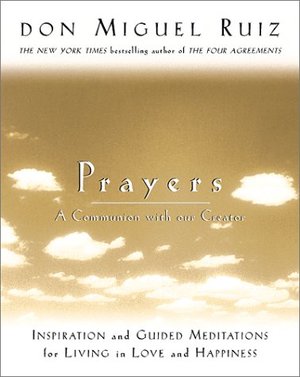 DON MIGUEL RUIZ
THE NEW YORK TIMES bestselling author of THE FOUR AGREEMENTS
Prayers
A Communion with our Creator
INSPIRATION and GUIDED MEDITATIONS
for LIVING in LOVE and HAPPINESS